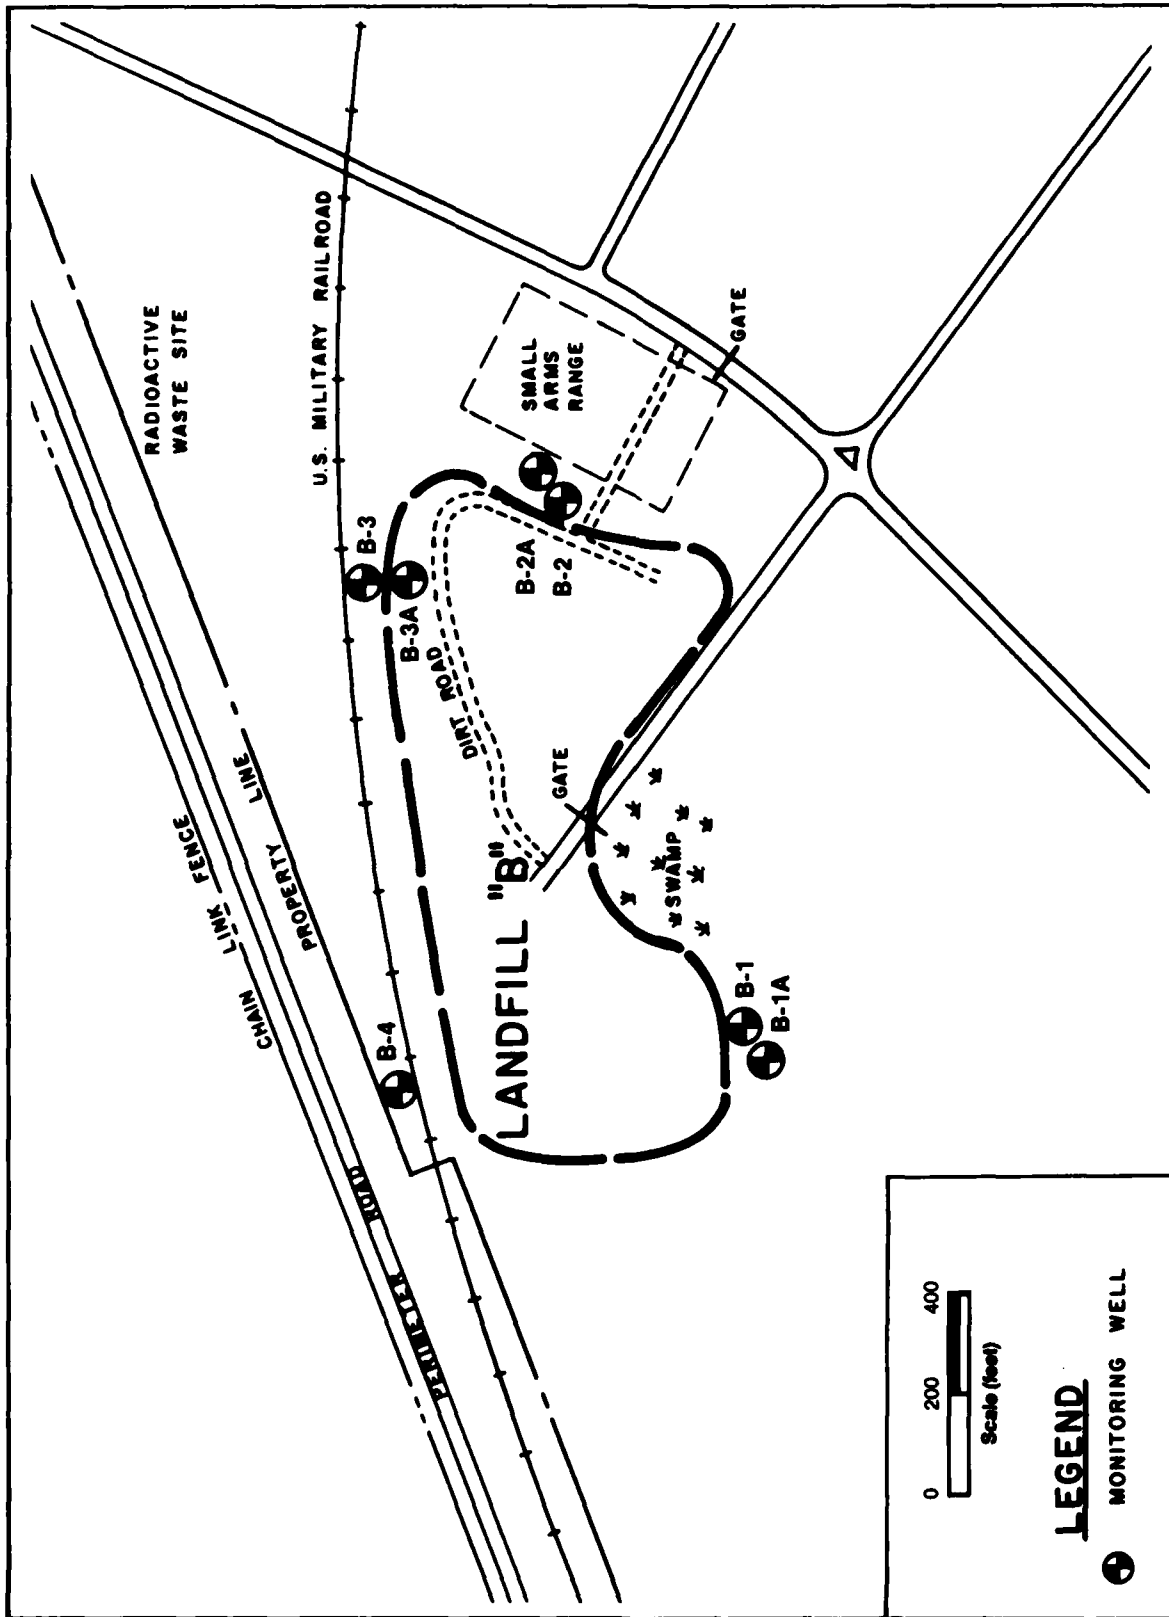 RADIOACTIVE
WASTE SITE
U.S. MILITARY RAILROAD
CHAIN LINK FENCE
PROPERTY LINE
PERIMETER ROAD
B-4
B-3
B-3A
DIRT ROAD
SMALL
ARMS
RANGE
B-2A
B-2
GATE
GATE
LANDFILL "B"
SWAMP
B-1
B-1A
0 200 400
Scale (feet)
LEGEND
MONITORING WELL